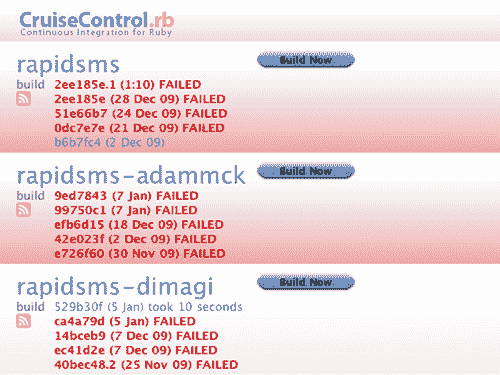 CruiseControl.rb
Continuous Integration for Ruby
rapidsms
Build Now
build 2ee185e.1 (1:10) FAILED
2ee185e (28 Dec 09) FAILED
51e66b7 (24 Dec 09) FAILED
0dc7e7e (21 Dec 09) FAILED
b6b7fc4 (2 Dec 09)
rapidsms-adammck
Build Now
build 9ed7843 (7 Jan) FAILED
99750c1 (7 Jan) FAILED
efb6d15 (18 Dec 09) FAILED
42e023f (2 Dec 09) FAILED
e726f60 (30 Nov 09) FAILED
rapidsms-dimagi
Build Now
build 529b30f (5 Jan) took 10 seconds
ca4a79d (5 Jan) FAILED
14bceb9 (7 Dec 09) FAILED
ec41d2e (7 Dec 09) FAILED
40bec48.2 (25 Nov 09) FAILED